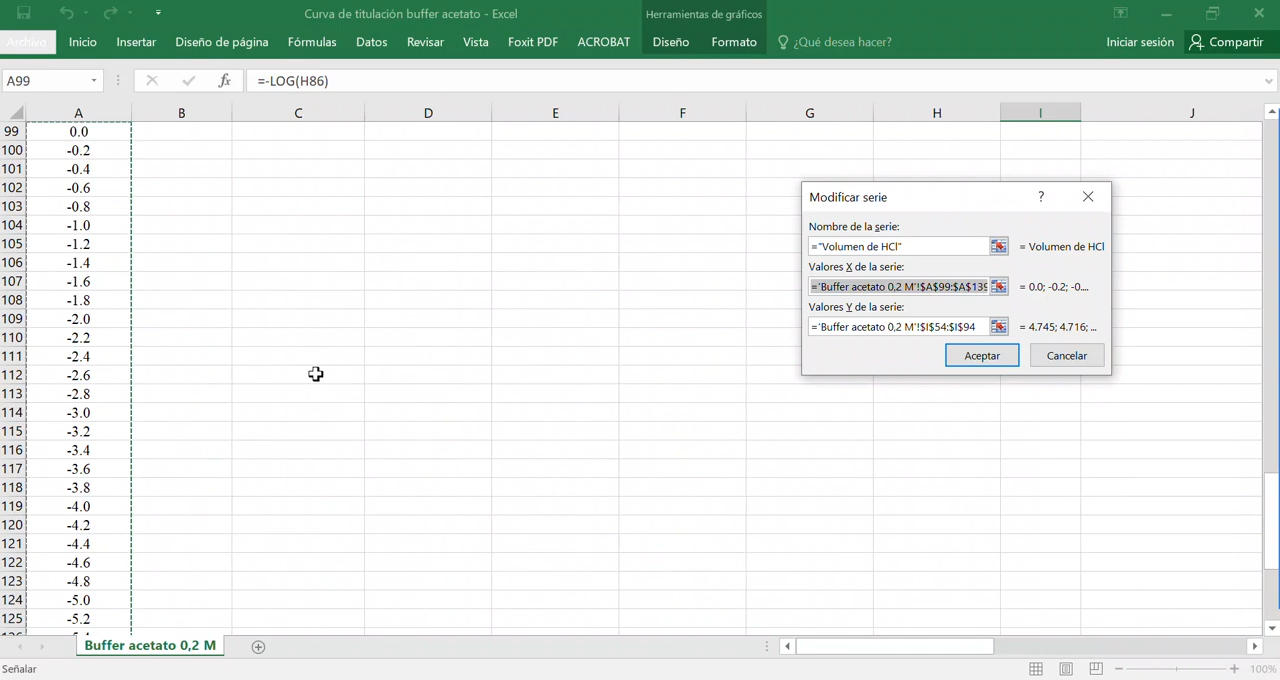 Curva de titulación buffer acetato - Excel
Herramientas de gráficos
Archivo Inicio Insertar Diseño de página Fórmulas Datos Revisar Vista Foxit PDF ACROBAT Diseño Formato ¿Qué desea hacer? Iniciar sesión Compartir
A99 fx =-LOG(H86)
A B C D E F G H I J
99 0.0
100 -0.2
101 -0.4
102 -0.6
103 -0.8
104 -1.0
105 -1.2
106 -1.4
107 -1.6
108 -1.8
109 -2.0
110 -2.2
111 -2.4
112 -2.6
113 -2.8
114 -3.0
115 -3.2
116 -3.4
117 -3.6
118 -3.8
119 -4.0
120 -4.2
121 -4.4
122 -4.6
123 -4.8
124 -5.0
125 -5.2
Modificar serie ?
Nombre de la serie:
="Volumen de HCl" = Volumen de HCl
Valores X de la serie:
='Buffer acetato 0,2 M'!$A$99:$A$139 = 0.0; -0.2; -0....
Valores Y de la serie:
='Buffer acetato 0,2 M'!$I$54:$I$94 = 4.745; 4.716; ...
Aceptar Cancelar
Buffer acetato 0,2 M
Señalar 100%